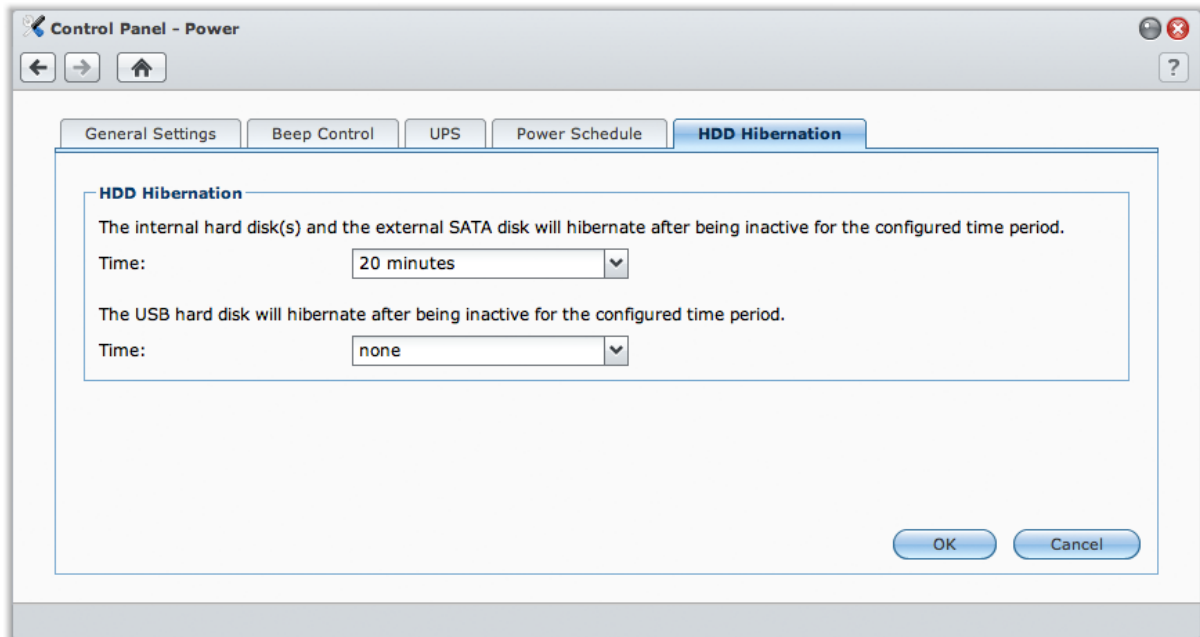 Control Panel - Power
?
General Settings Beep Control UPS Power Schedule HDD Hibernation
HDD Hibernation
The internal hard disk(s) and the external SATA disk will hibernate after being inactive for the configured time period.
Time: 20 minutes
The USB hard disk will hibernate after being inactive for the configured time period.
Time: none
OK Cancel